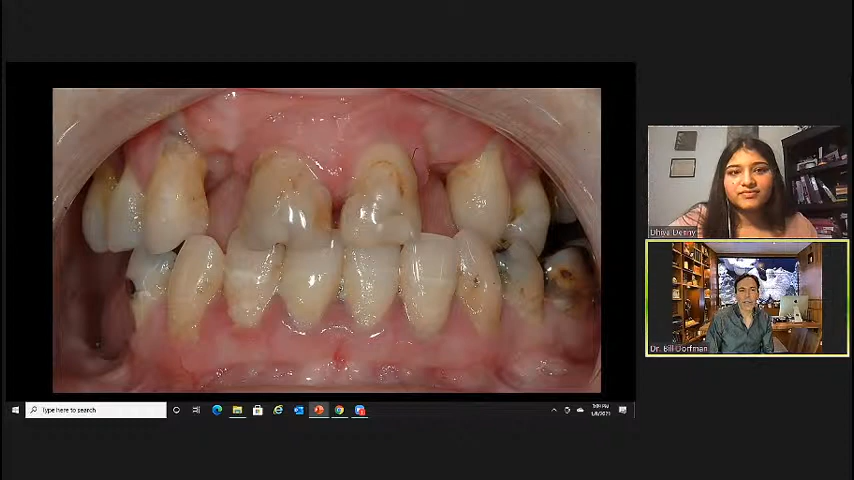 Dhiya Denny
Dr. Bill Dorfman
Type here to search